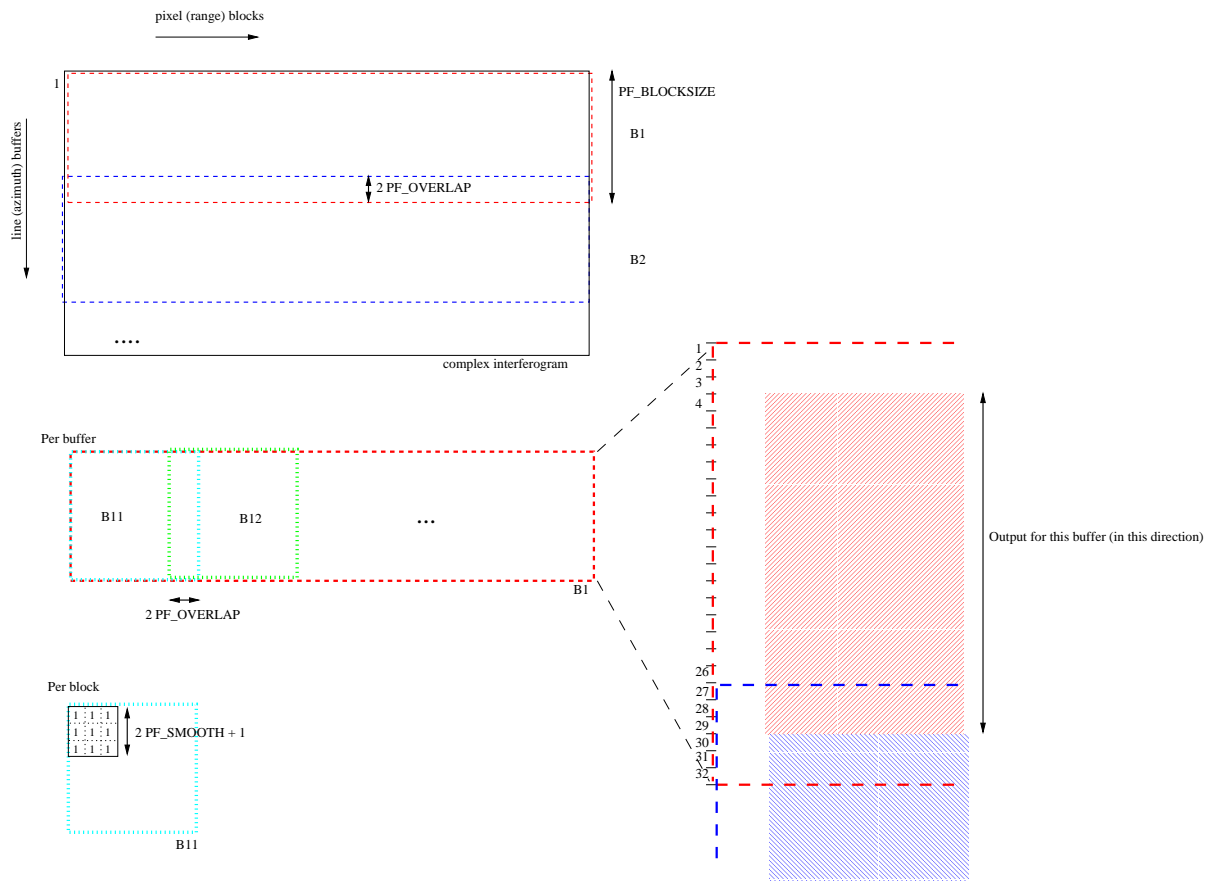 pixel (range) blocks
1
PF_BLOCKSIZE
B1
line (azimuth) buffers
2 PF_OVERLAP
B2
....
complex interferogram
Per buffer
B11
B12
...
B1
2 PF_OVERLAP
Per block
1 1 1
1 1 1
1 1 1
2 PF_SMOOTH + 1
B11
1
2
3
4
26
27
28
29
30
31
32
Output for this buffer (in this direction)